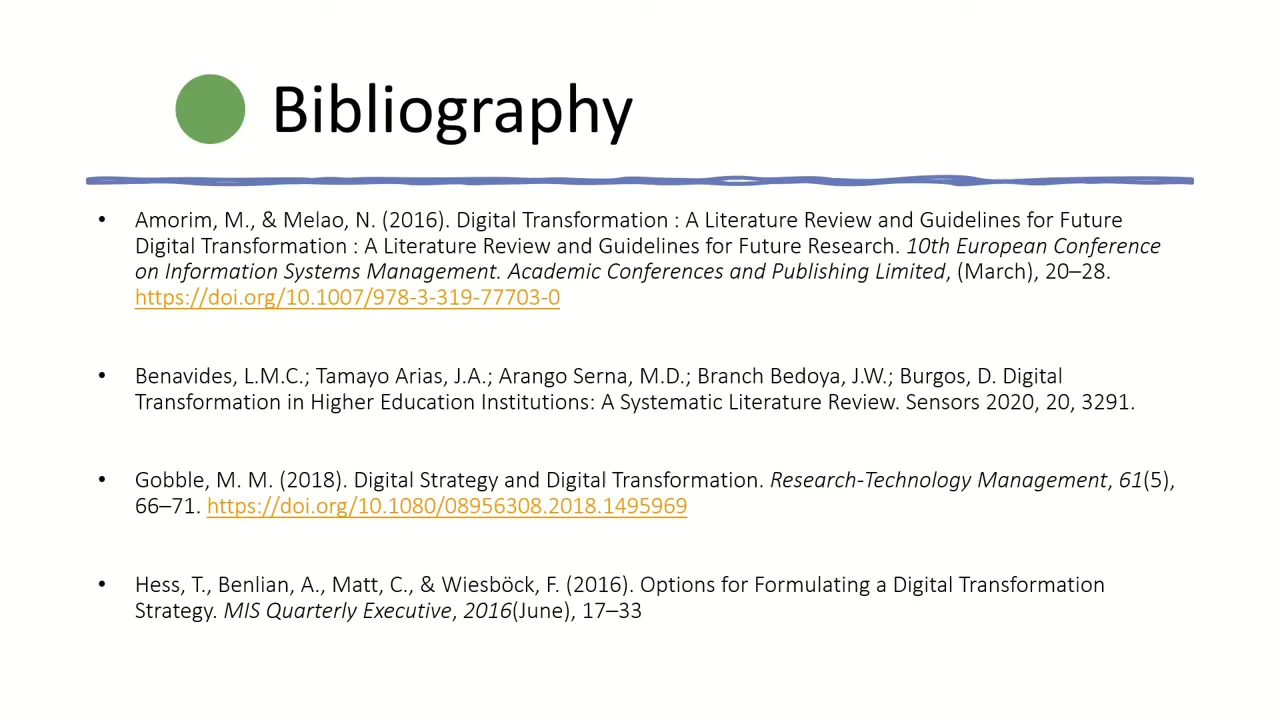 Bibliography
• Amorim, M., & Melao, N. (2016). Digital Transformation : A Literature Review and Guidelines for Future
Digital Transformation : A Literature Review and Guidelines for Future Research. 10th European Conference
on Information Systems Management. Academic Conferences and Publishing Limited, (March), 20–28.
https://doi.org/10.1007/978-3-319-77703-0
• Benavides, L.M.C.; Tamayo Arias, J.A.; Arango Serna, M.D.; Branch Bedoya, J.W.; Burgos, D. Digital
Transformation in Higher Education Institutions: A Systematic Literature Review. Sensors 2020, 20, 3291.
• Gobble, M. M. (2018). Digital Strategy and Digital Transformation. Research-Technology Management, 61(5),
66–71. https://doi.org/10.1080/08956308.2018.1495969
• Hess, T., Benlian, A., Matt, C., & Wiesböck, F. (2016). Options for Formulating a Digital Transformation
Strategy. MIS Quarterly Executive, 2016(June), 17–33